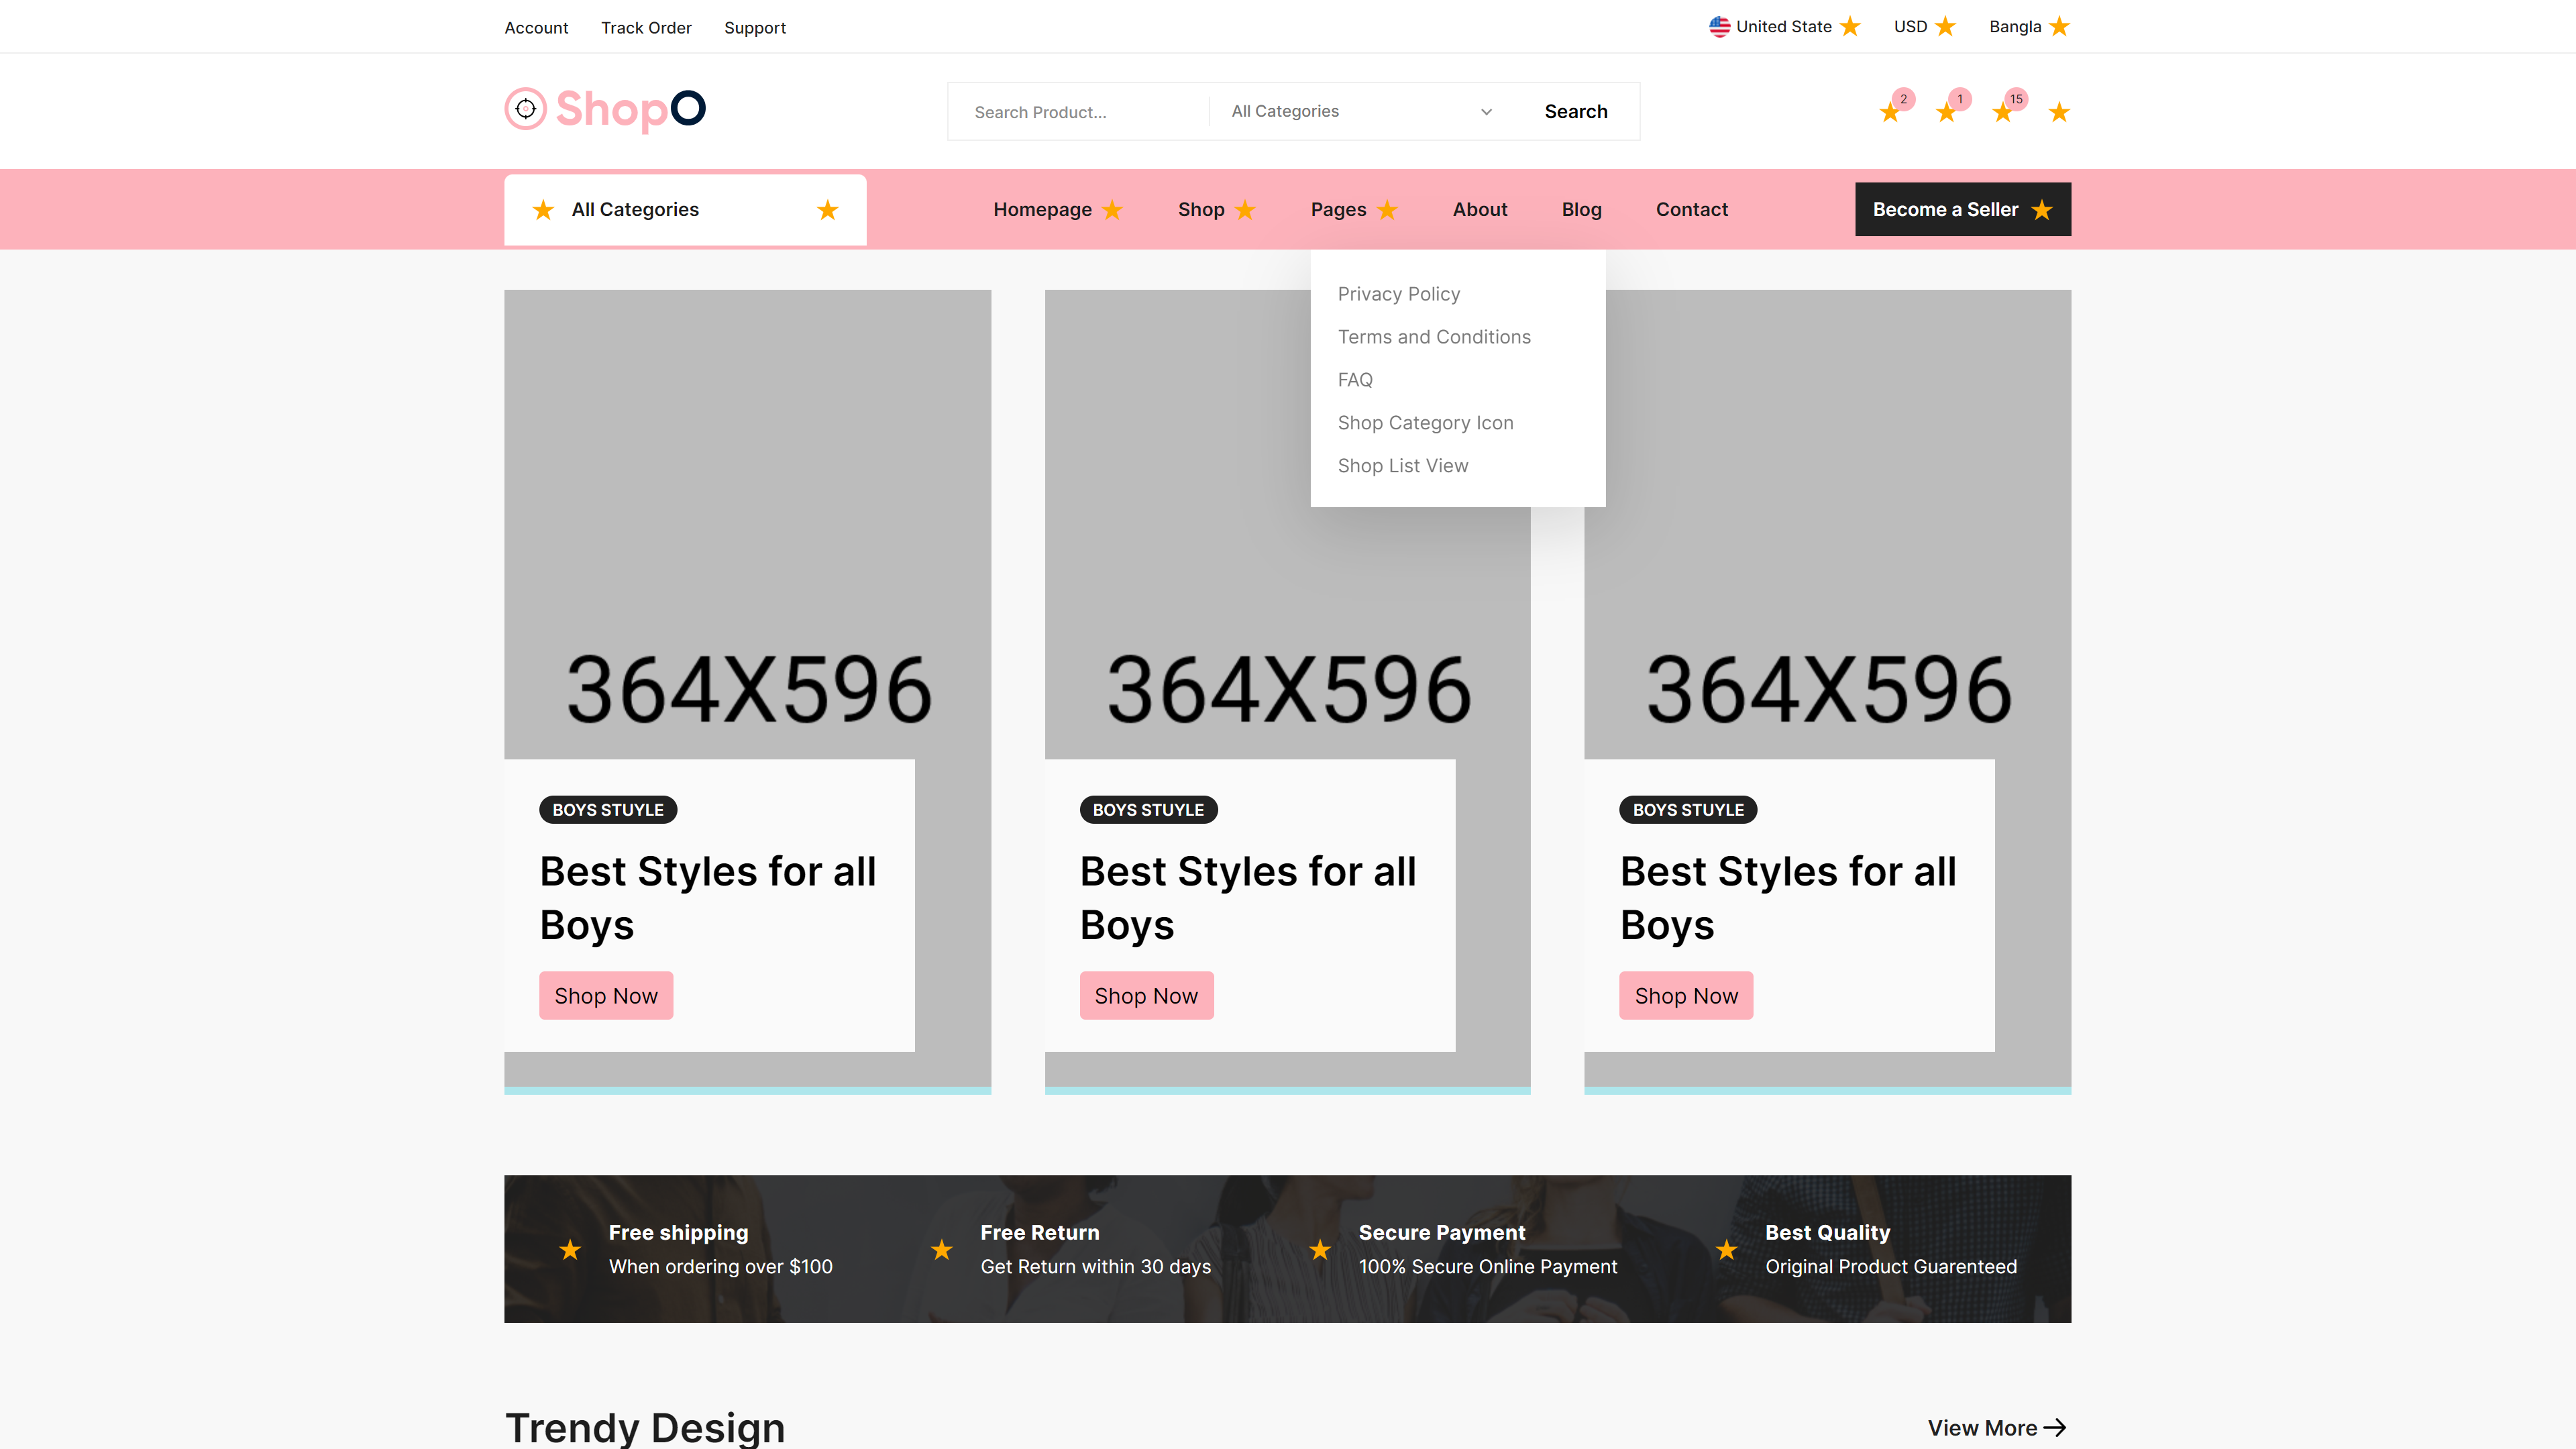 Account Track Order Support United State USD Bangla
ShopO Search Product... All Categories Search 2 1 15
All Categories Homepage Shop Pages About Blog Contact Become a Seller
Privacy Policy
Terms and Conditions
FAQ
Shop Category Icon
Shop List View
364X596 364X596 364X596
BOYS STUYLE BOYS STUYLE BOYS STUYLE
Best Styles for all Best Styles for all Best Styles for all
Boys Boys Boys
Shop Now Shop Now Shop Now
Free shipping Free Return Secure Payment Best Quality
When ordering over $100 Get Return within 30 days 100% Secure Online Payment Original Product Guarenteed
Trendy Design View More